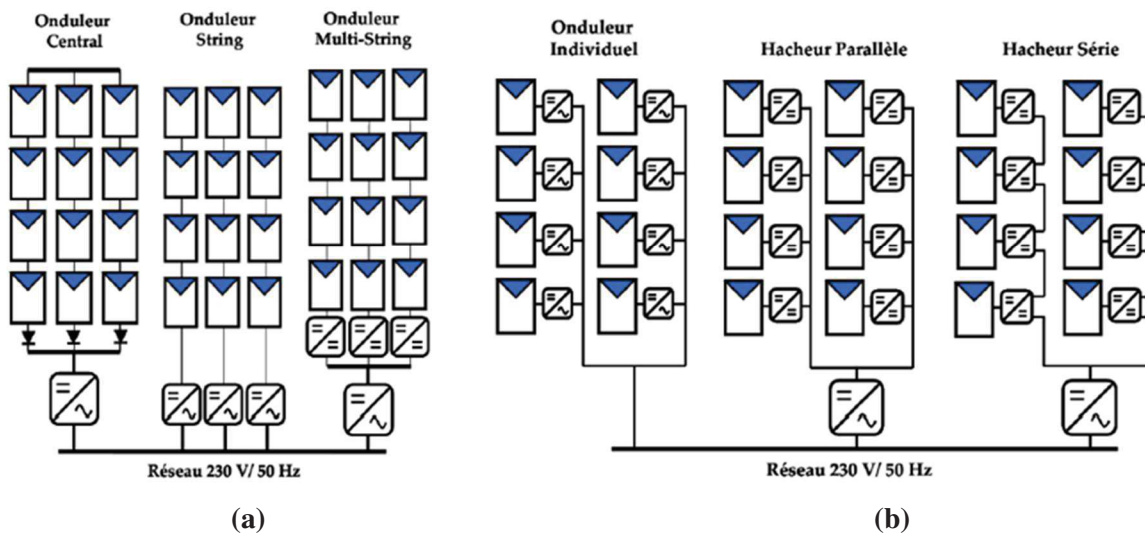 Onduleur
Central
Onduleur
String
Onduleur
Multi-String
Réseau 230 V/ 50 Hz
(a)
Onduleur
Individuel
Hacheur Parallèle
Hacheur Série
Réseau 230 V/ 50 Hz
(b)